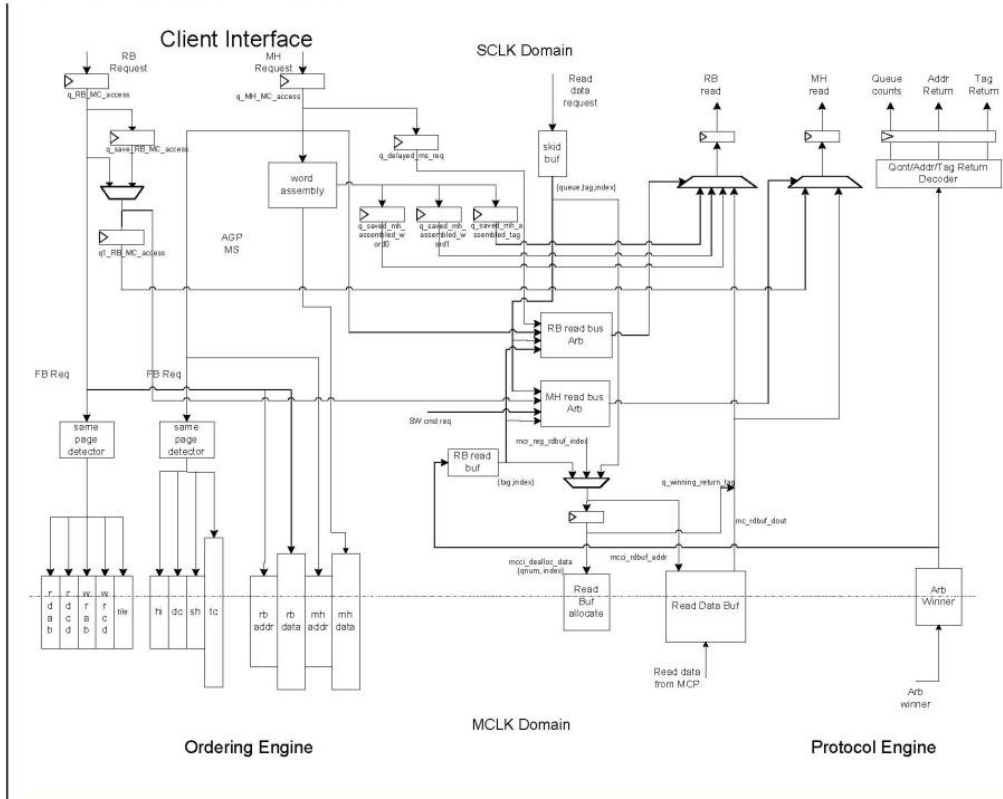 Client Interface
SCLK Domain
RB
Request
MH
Request
Read
data
request
RB
read
MH
read
Queue
counts
Addr
Return
Tag
Return
q_RB_MC_access
q_MH_MC_access
q_save_RB_MC_access
q_delayed_ms_req
skid
buf
Qcnt/Addr/Tag Return
Decoder
word
assembly
(queue,tag,index)
q_saved_mh_
assembled_w
ord0
q_saved_mh_
assembled_w
ord1
q_saved_mh_a
ssembled_tag
AGP
MS
q1_RB_MC_access
RB read bus
Arb
FB Req
FB Req
MH read bus
Arb
SW cmd req
same
page
detector
same
page
detector
mcr_reg_rdbuf_index
RB read
buf
(tag,index)
q_winning_return_tag
mc_rdbuf_dout
mcci_dealloc_data
(qnum, index)
mcci_rdbuf_addr
rdab
rdcd
wrab
wrcd
tile
hi
dc
sh
tc
rb
addr
rb
data
mh
addr
mh
data
Read
Buf
allocate
Read Data Buf
Arb
Winner
Read data
from MCP
Arb
winner
MCLK Domain
Ordering Engine
Protocol Engine